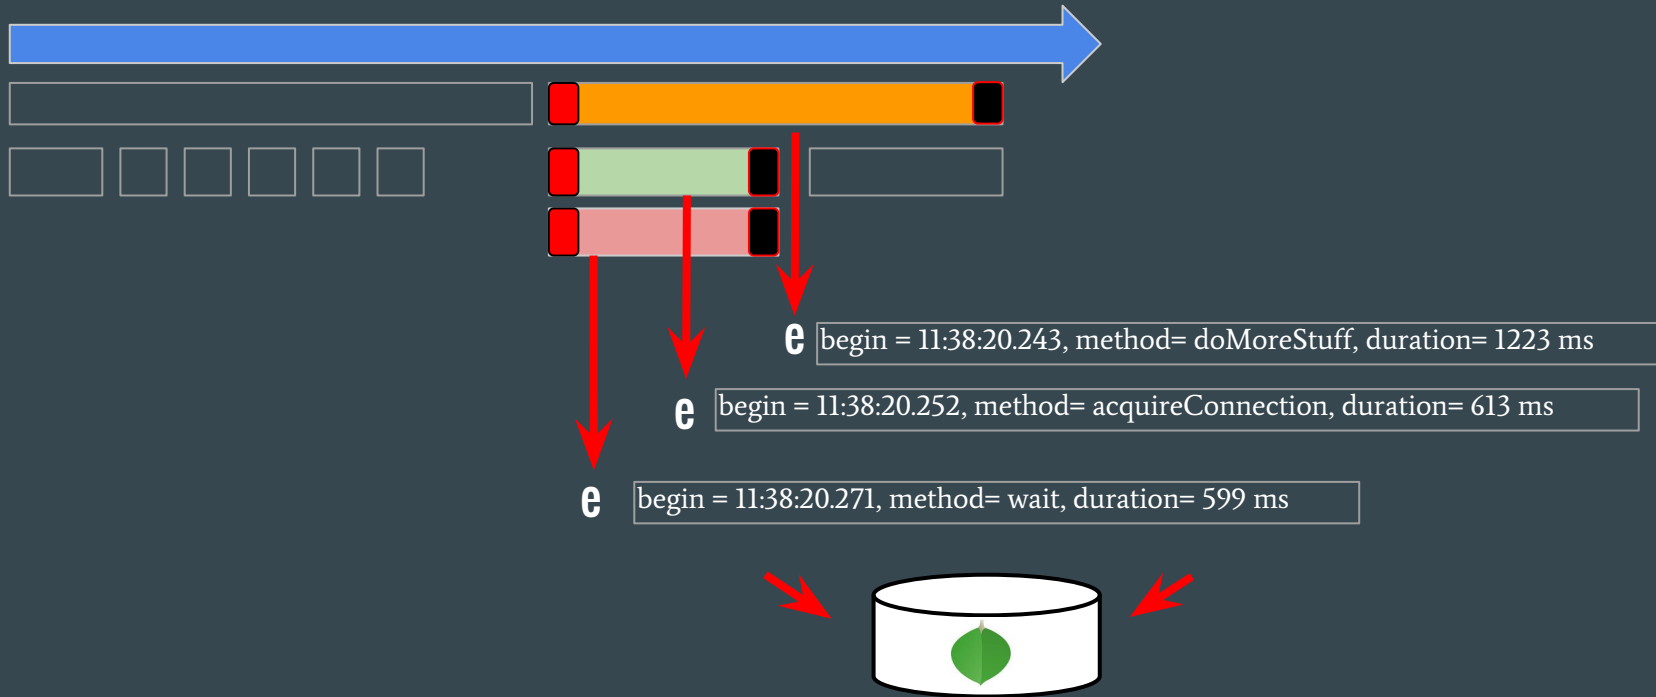 e begin = 11:38:20.243, method= doMoreStuff, duration= 1223 ms
e begin = 11:38:20.252, method= acquireConnection, duration= 613 ms
e begin = 11:38:20.271, method= wait, duration= 599 ms